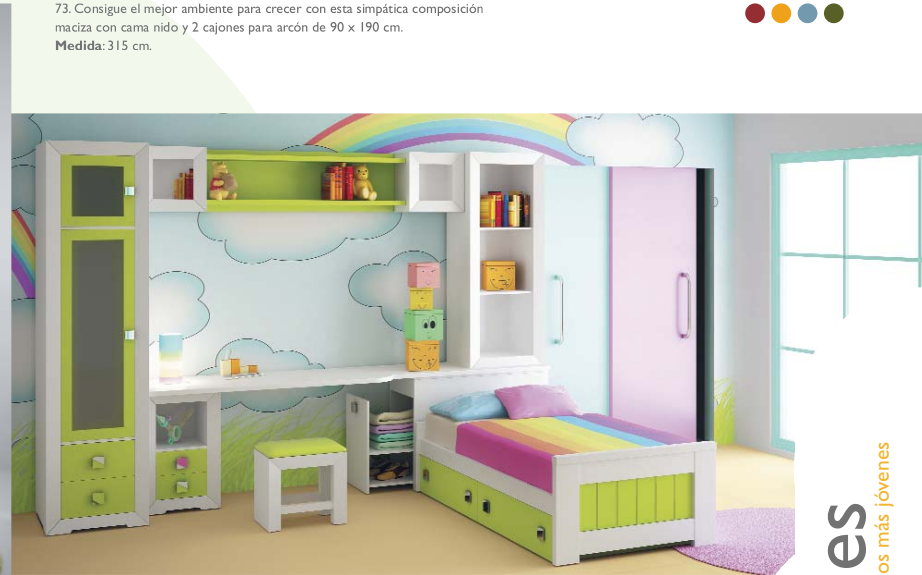 73. Consigue el mejor ambiente para crecer con esta simpática composición
maciza con cama nido y 2 cajones para arcón de 90 x 190 cm.
Medida: 315 cm.
es
os más jóvenes